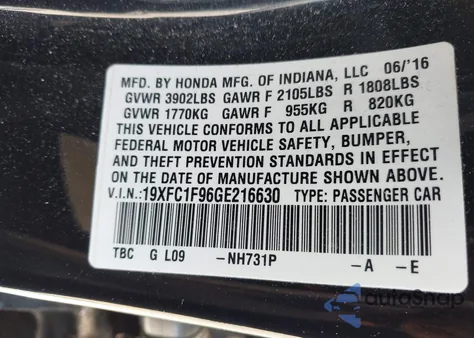 MFD. BY HONDA MFG. OF INDIANA, LLC 06/'16
GVWR 3902LBS GAWR F 2105LBS R 1808LBS
GVWR 1770KG GAWR F 955KG R 820KG
THIS VEHICLE CONFORMS TO ALL APPLICABLE
FEDERAL MOTOR VEHICLE SAFETY, BUMPER,
AND THEFT PREVENTION STANDARDS IN EFFECT
ON THE DATE OF MANUFACTURE SHOWN ABOVE.
V.I.N.:19XFC1F96GE216630 TYPE: PASSENGER CAR
TBC G L09 -NH731P -A -E
autoSnap